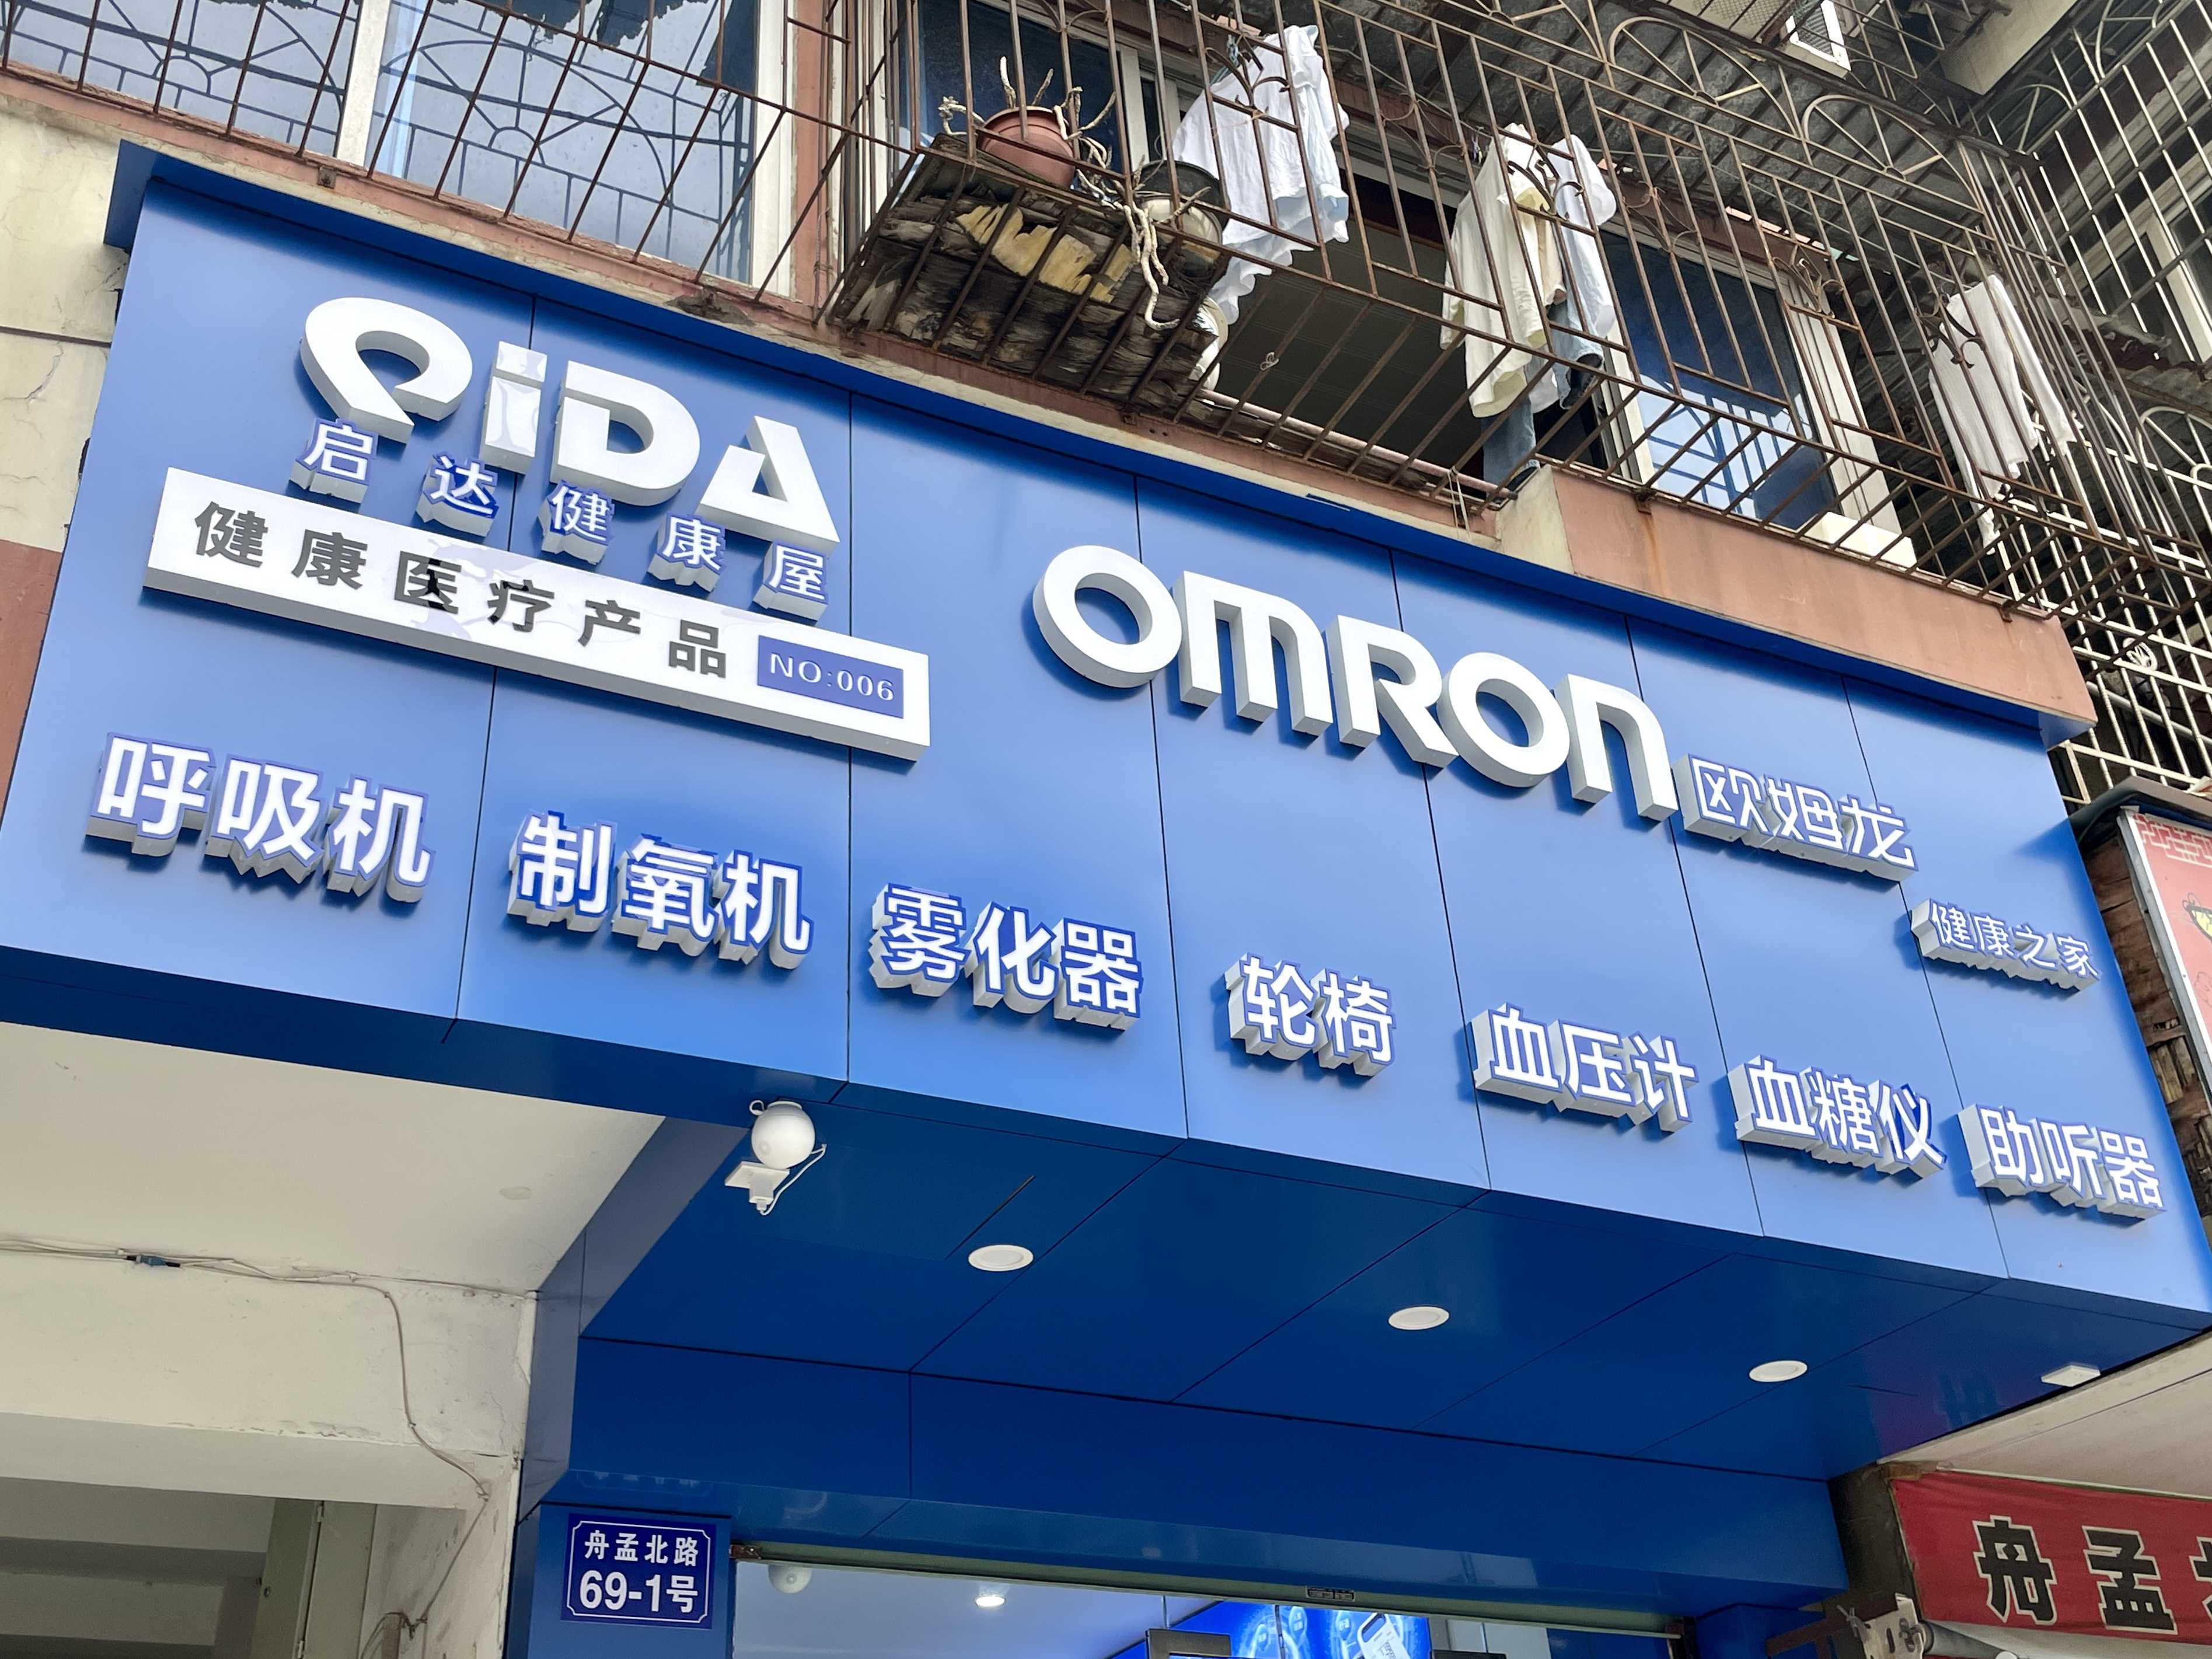 QiDA
启达健康屋
健康医疗产品 NO:006
OMRON 欧姆龙
健康之家
呼吸机 制氧机 雾化器 轮椅 血压计 血糖仪 助听器
舟孟北路
69-1号
舟孟